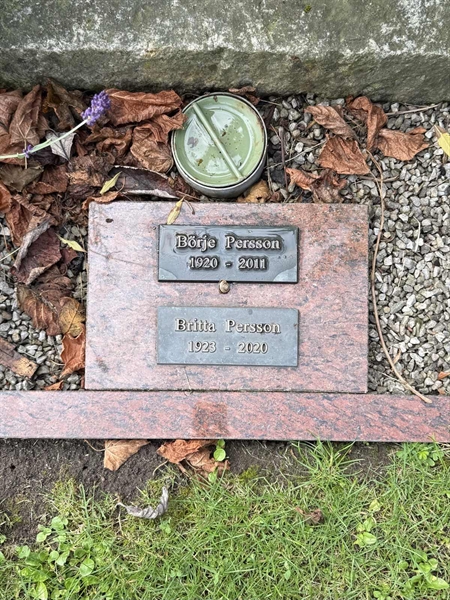 Börje Persson
1920 - 2011
Britta Persson
1923 - 2020